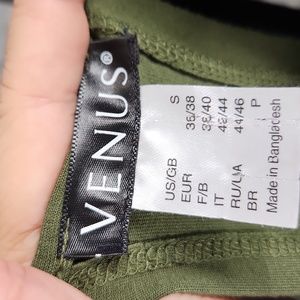 VENUS®
US/GB S
EUR 36/38
F/B 38/40
IT 42/44
RU/UA 44/46
BR P
Made in Bangladesh